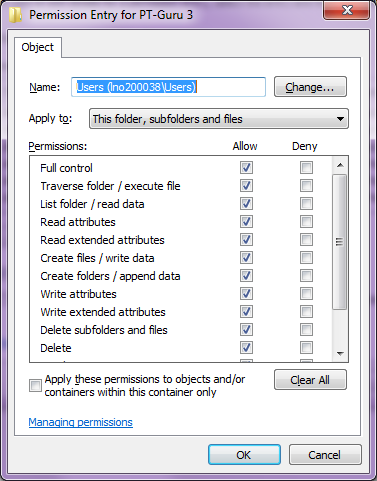 Permission Entry for PT-Guru 3
Object
Name: Users (lno200038\Users) Change...
Apply to: This folder, subfolders and files
Permissions: Allow Deny
Full control
Traverse folder / execute file
List folder / read data
Read attributes
Read extended attributes
Create files / write data
Create folders / append data
Write attributes
Write extended attributes
Delete subfolders and files
Delete
Apply these permissions to objects and/or
containers within this container only
Clear All
Managing permissions
OK Cancel